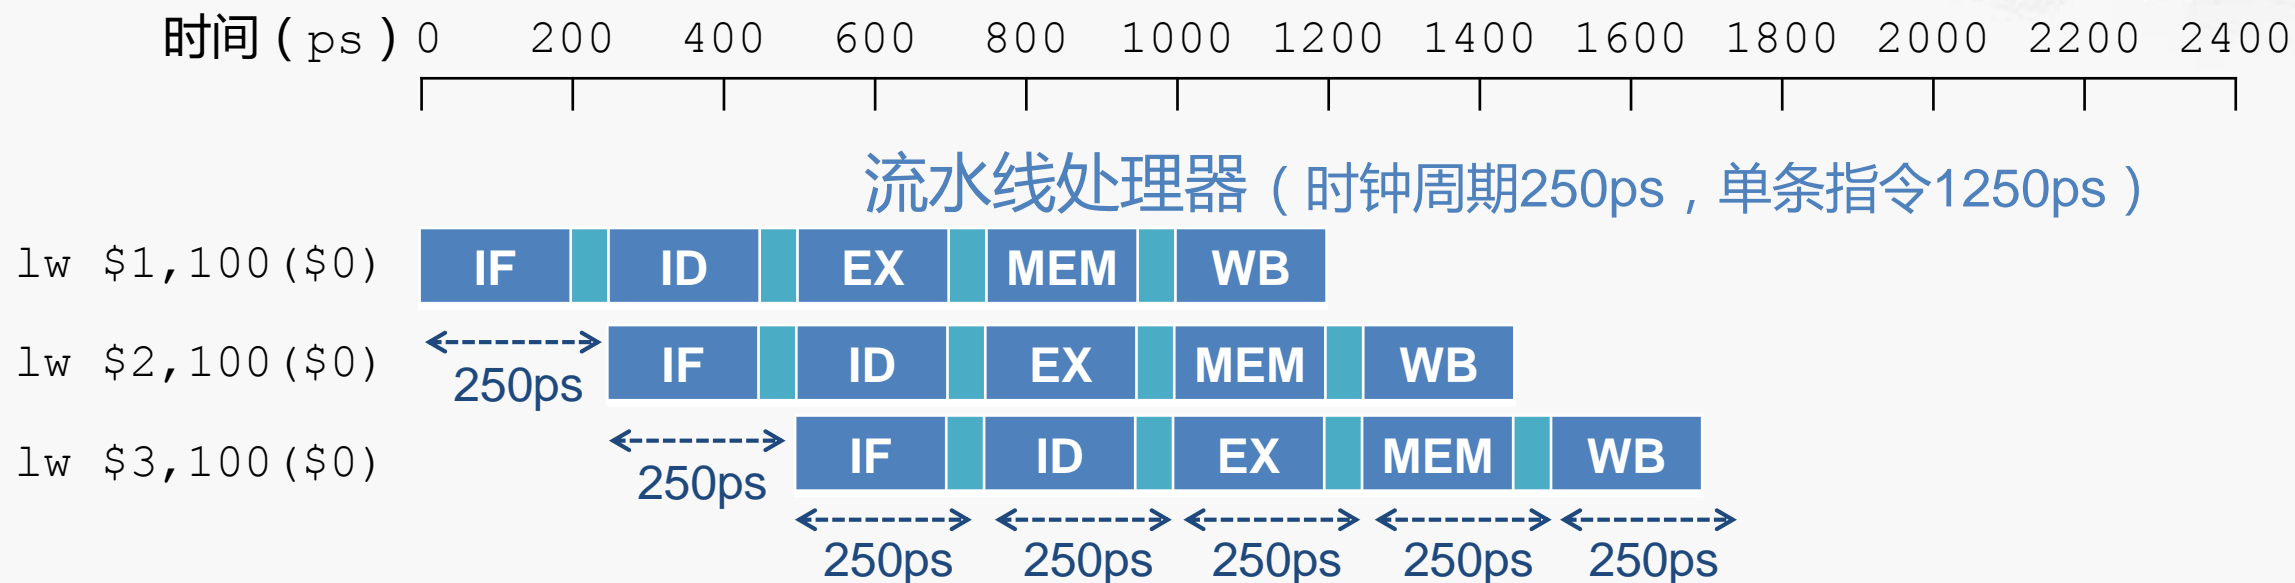 时间（ps）0 200 400 600 800 1000 1200 1400 1600 1800 2000 2200 2400
流水线处理器（时钟周期250ps，单条指令1250ps）
lw $1,100($0) IF ID EX MEM WB
lw $2,100($0) 250ps IF ID EX MEM WB
lw $3,100($0) 250ps IF ID EX MEM WB
250ps 250ps 250ps 250ps 250ps